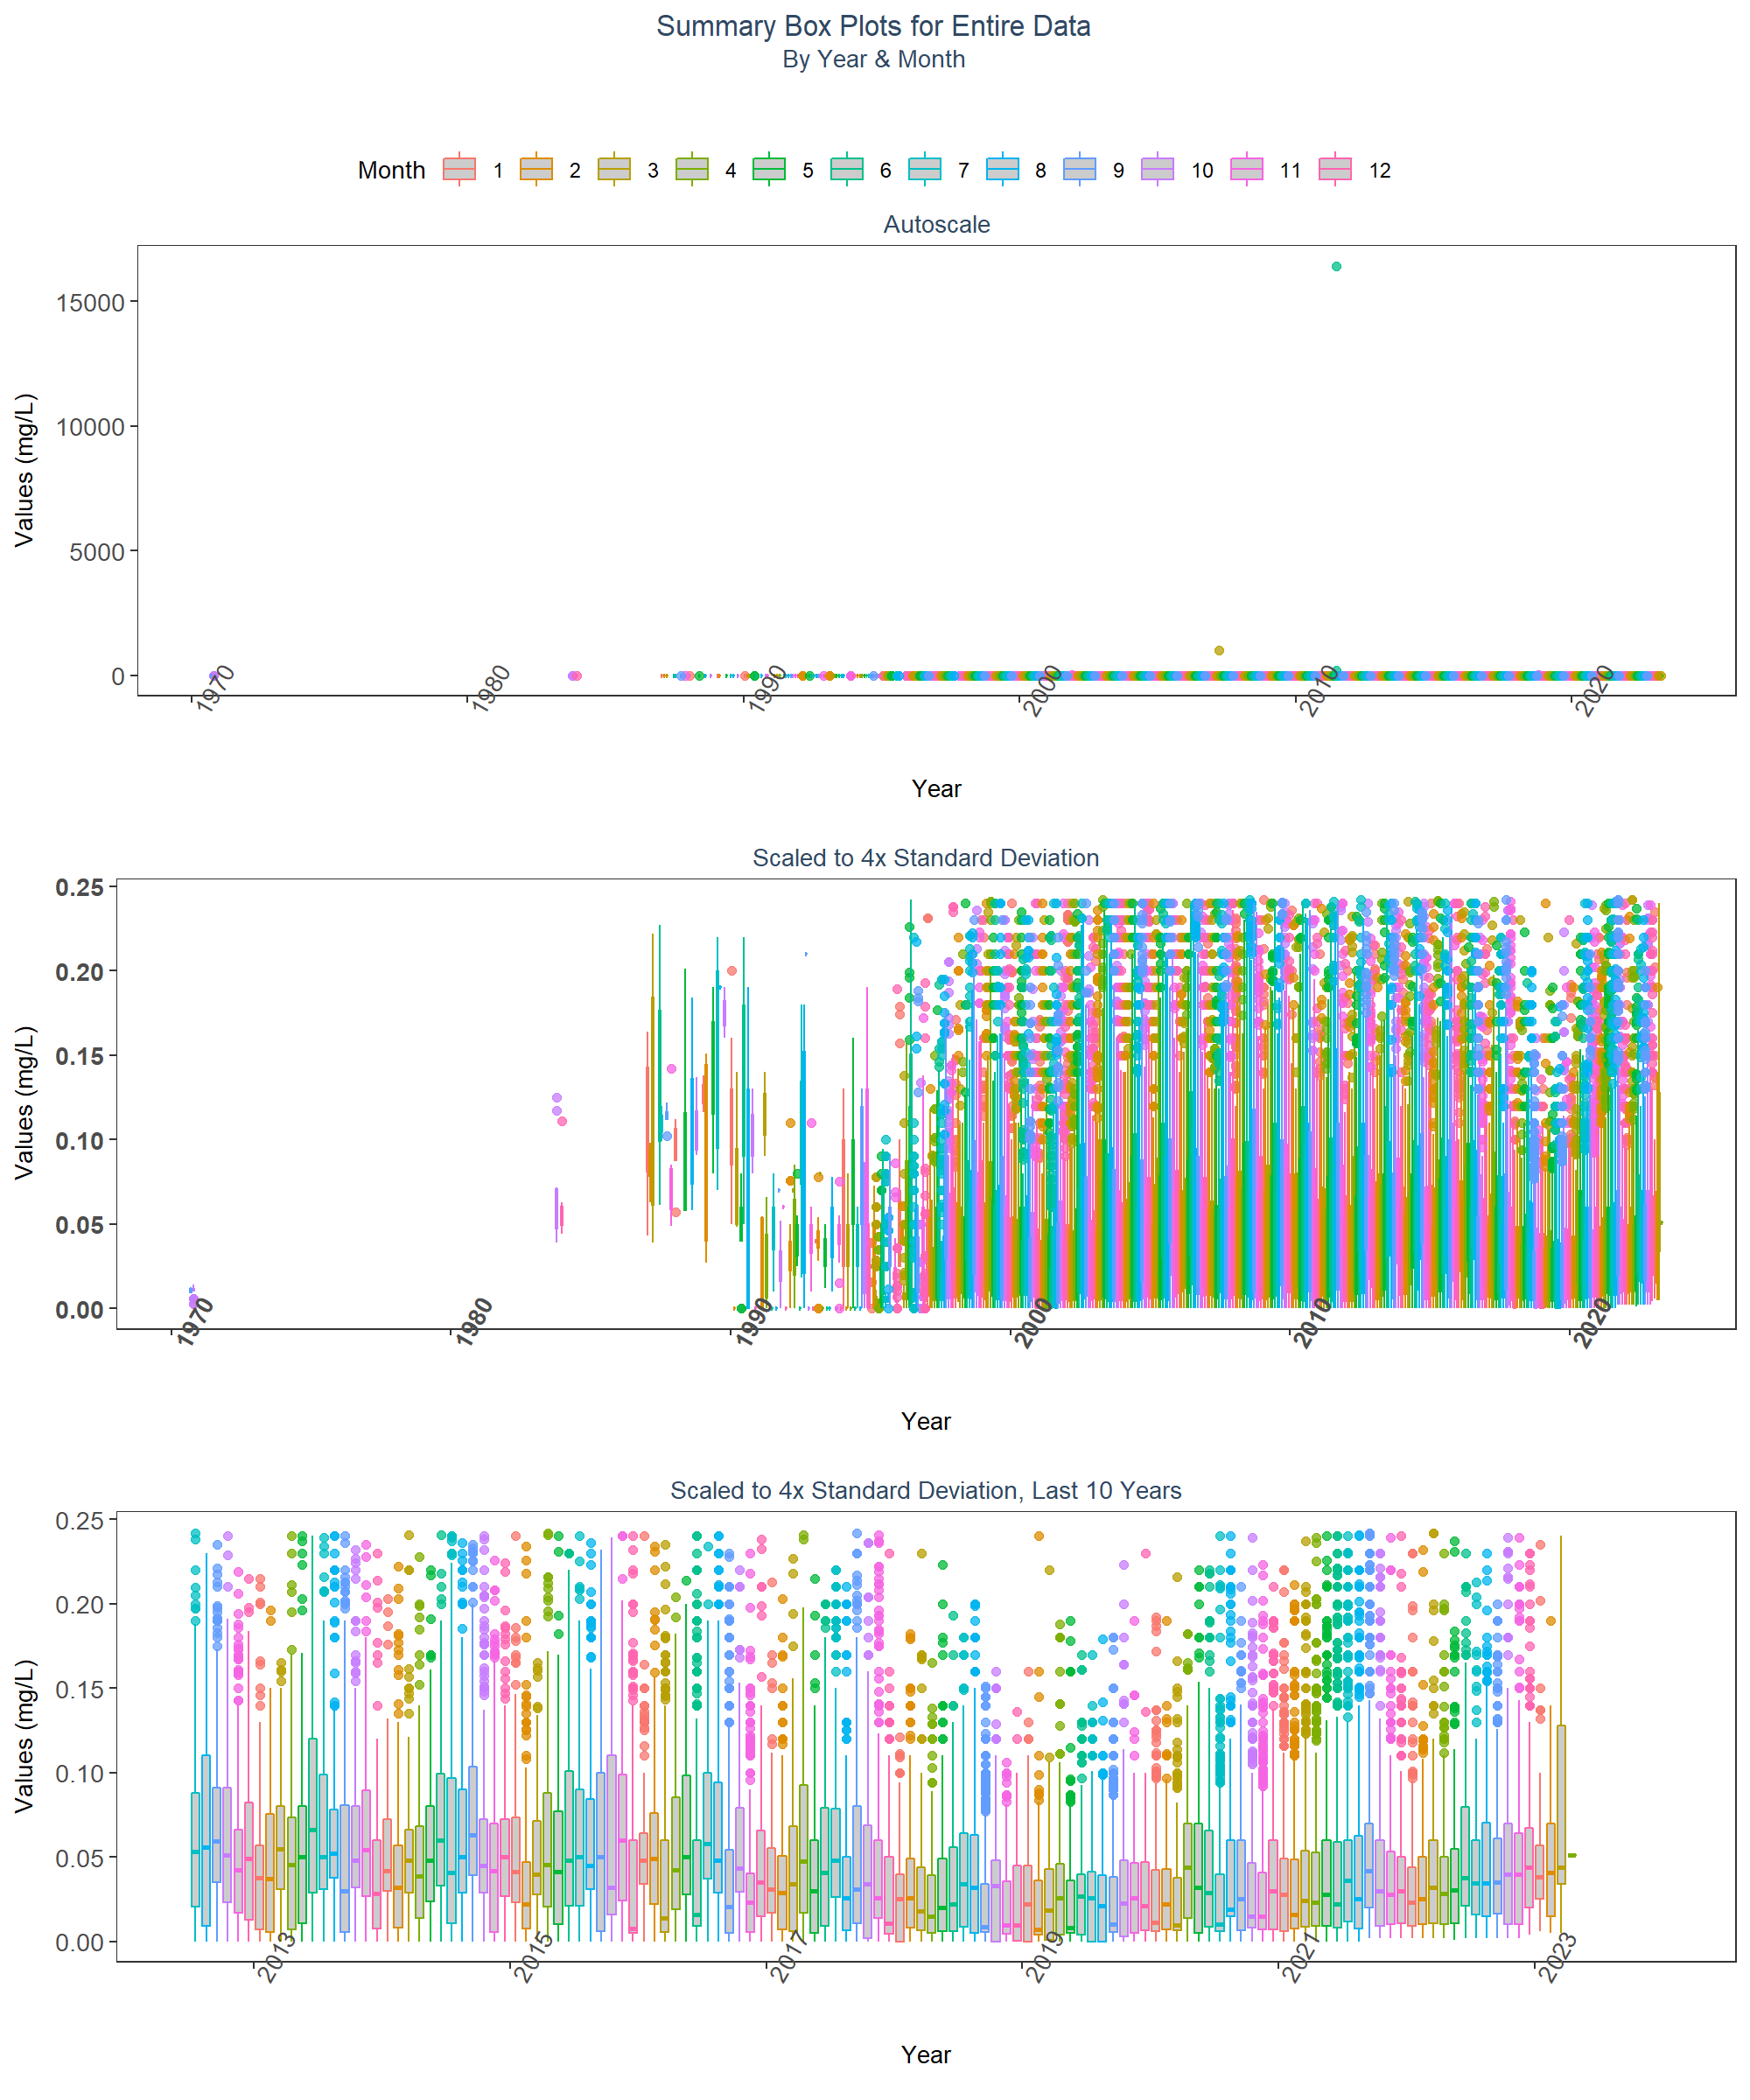 Summary Box Plots for Entire Data
By Year & Month
Month 1 2 3 4 5 6 7 8 9 10 11 12
Autoscale
Values (mg/L)
15000
10000
5000
0
1970 1980 1990 2000 2010 2020
Year
Scaled to 4x Standard Deviation
Values (mg/L)
0.25
0.20
0.15
0.10
0.05
0.00
1970 1980 1990 2000 2010 2020
Year
Scaled to 4x Standard Deviation, Last 10 Years
Values (mg/L)
0.25
0.20
0.15
0.10
0.05
0.00
2013 2015 2017 2019 2021 2023
Year